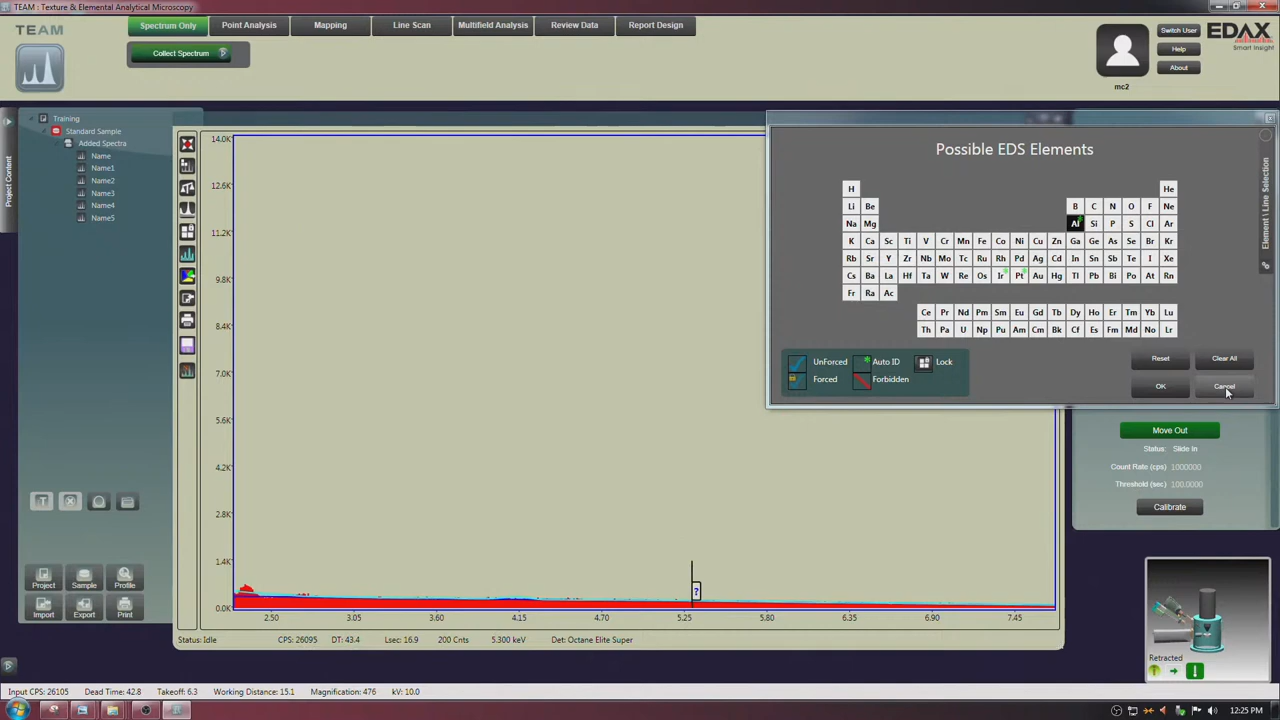 TEAM : Texture & Elemental Analytical Microscopy
TEAM
Spectrum Only
Point Analysis
Mapping
Line Scan
Multifield Analysis
Review Data
Report Design
Collect Spectrum
mc2
Switch User
Help
About
EDAX
Smart Insight
Project Content
Training
Standard Sample
Added Spectra
Name
Name1
Name2
Name3
Name4
Name5
Project
Sample
Profile
Import
Export
Print
14.0K
12.6K
11.2K
9.8K
8.4K
7.0K
5.6K
4.2K
2.8K
1.4K
0.0K
?
2.50 3.05 3.60 4.15 4.70 5.25 5.80 6.35 6.90 7.45
Status: Idle CPS: 26095 DT: 43.4 Lsec: 16.9 200 Cnts 5.300 keV Det: Octane Elite Super
Possible EDS Elements
H He
Li Be B C N O F Ne
Na Mg Al Si P S Cl Ar
K Ca Sc Ti V Cr Mn Fe Co Ni Cu Zn Ga Ge As Se Br Kr
Rb Sr Y Zr Nb Mo Tc Ru Rh Pd Ag Cd In Sn Sb Te I Xe
Cs Ba La Hf Ta W Re Os Ir Pt Au Hg Tl Pb Bi Po At Rn
Fr Ra Ac
Ce Pr Nd Pm Sm Eu Gd Tb Dy Ho Er Tm Yb Lu
Th Pa U Np Pu Am Cm Bk Cf Es Fm Md No Lr
UnForced
Auto ID
Lock
Forced
Forbidden
Reset
Clear All
OK
Cancel
Element \ Line Selection
Move Out
Status: Slide In
Count Rate (cps) 1000000
Threshold (sec) 100.0000
Calibrate
Retracted
Input CPS: 26105 Dead Time: 42.8 Takeoff: 6.3 Working Distance: 15.1 Magnification: 476 kV: 10.0
12:25 PM